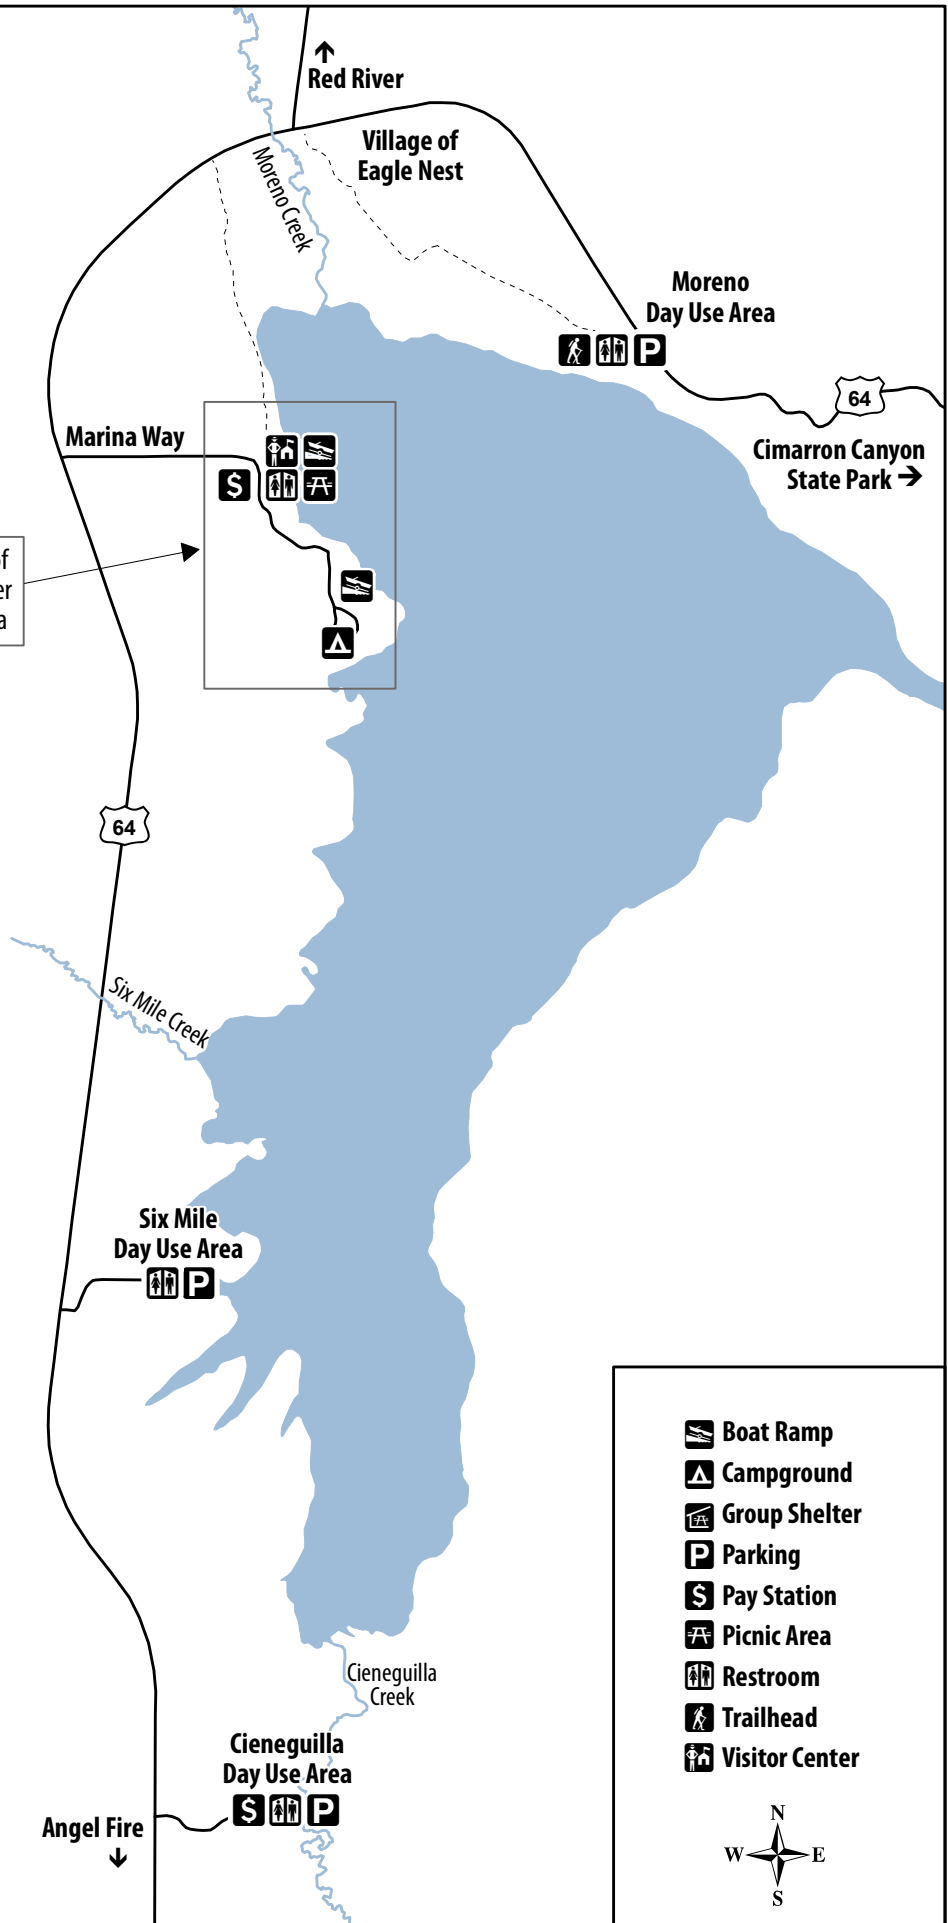 Red River
Village of
Eagle Nest
Moreno Creek
Moreno
Day Use Area
P
64
Marina Way
Cimarron Canyon
State Park
$
of
er
a
64
Six Mile Creek
Six Mile
Day Use Area
P
Boat Ramp
Campground
Group Shelter
P Parking
$ Pay Station
Picnic Area
Restroom
Trailhead
Visitor Center
Cieneguilla
Creek
Cieneguilla
Day Use Area
$ P
Angel Fire
N
W E
S